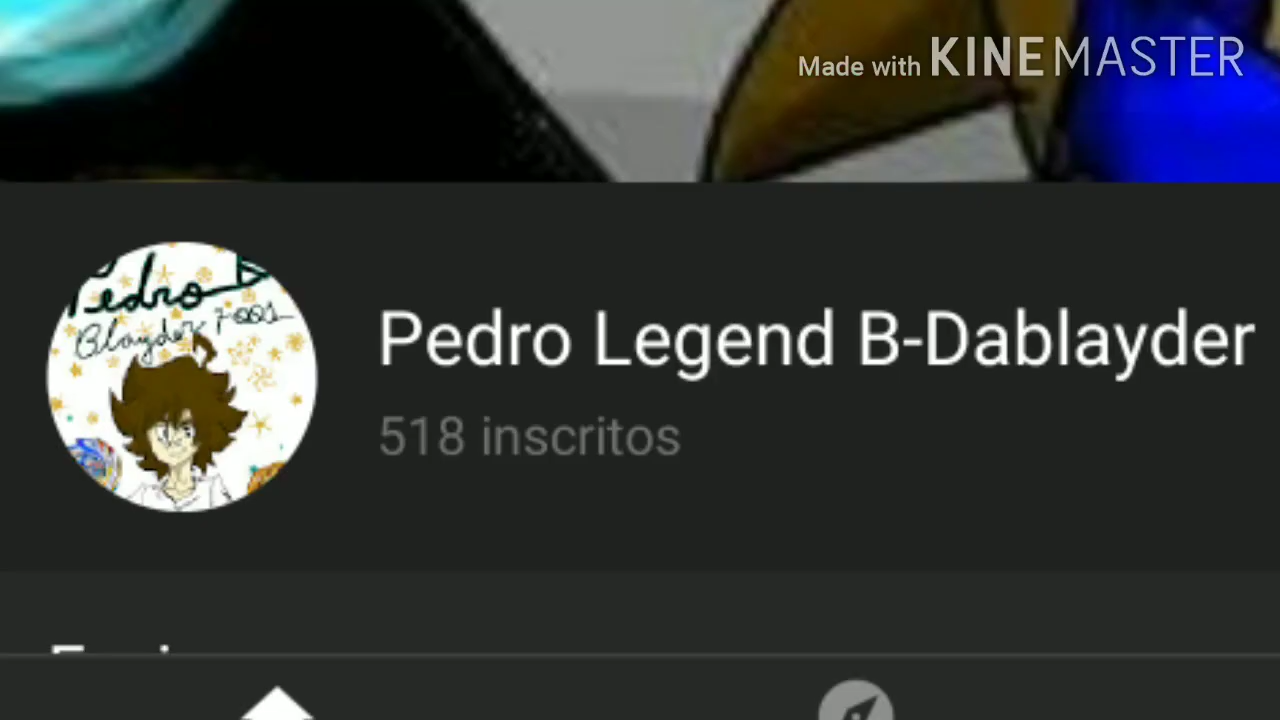 Made with KINEMASTER
Pedro
Blayder
Pedro Legend B-Dablayder
518 inscritos